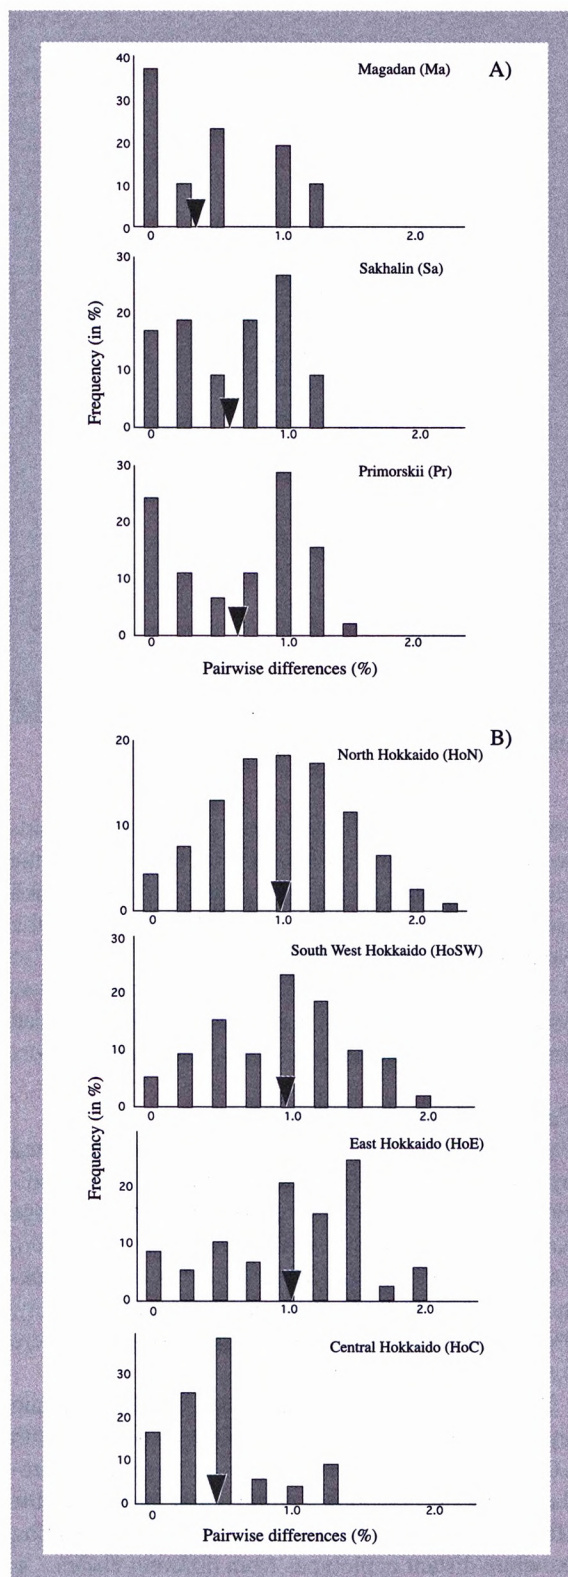 A)
Magadan (Ma)
40
30
20
10
0
0 1.0 2.0
Sakhalin (Sa)
30
20
10
0
0 1.0 2.0
Primorskii (Pr)
30
20
10
0
0 1.0 2.0
Frequency (in %)
Pairwise differences (%)
B)
North Hokkaido (HoN)
20
10
0
0 1.0 2.0
South West Hokkaido (HoSW)
30
20
10
0
0 1.0 2.0
East Hokkaido (HoE)
20
10
0
0 1.0 2.0
Central Hokkaido (HoC)
30
20
10
0
0 1.0 2.0
Frequency (in %)
Pairwise differences (%)